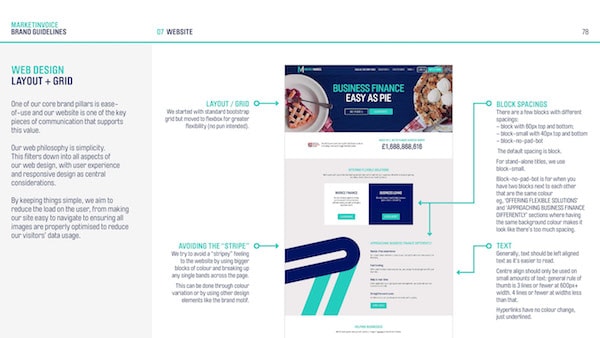 MARKETINVOICE
BRAND GUIDELINES
07 WEBSITE
78
WEB DESIGN
LAYOUT + GRID
One of our core brand pillars is ease-
of-use and our website is one of the key
pieces of communication that supports
this value.
Our web philosophy is simplicity.
This filters down into all aspects of
our web design, with user experience
and responsive design as central
considerations.
By keeping things simple, we aim to
reduce the load on the user, from making
our site easy to navigate to ensuring all
images are properly optimised to reduce
our visitors' data usage.
LAYOUT / GRID
We started with standard bootstrap
grid but moved to flexbox for greater
flexibility (no pun intended).
AVOIDING THE "STRIPE"
We try to avoid a "stripey" feeling
to the website by using bigger
blocks of colour and breaking up
any single bands across the page.
This can be done through colour
variation or by using other design
elements like the brand motif.
BUSINESS FINANCE
EASY AS PIE
£1,688,868,616
INVOICE FINANCE
BUSINESS LOANS
APPROACHING BUSINESS FINANCE DIFFERENTLY
BLOCK SPACINGS
There are a few blocks with different
spacings:
– block with 80px top and bottom;
– block-small with 40px top and bottom
– block-no-pad-bot
The default spacing is block.
For stand-alone titles, we use
block-small.
Block-no-pad-bot is for when you
have two blocks next to each other
that are the same colour
eg, 'OFFERING FLEXIBLE SOLUTIONS'
and 'APPROACHING BUSINESS FINANCE
DIFFERENTLY' sections where having
the same background colour makes it
look like there's too much spacing.
TEXT
Generally, text should be left aligned
text as it's easier to read.
Centre align should only be used on
small amounts of text; general rule of
thumb is 3 lines or fewer at 800px+
width. 4 lines or fewer at widths less
than that.
Hyperlinks have no colour change,
just underlined.